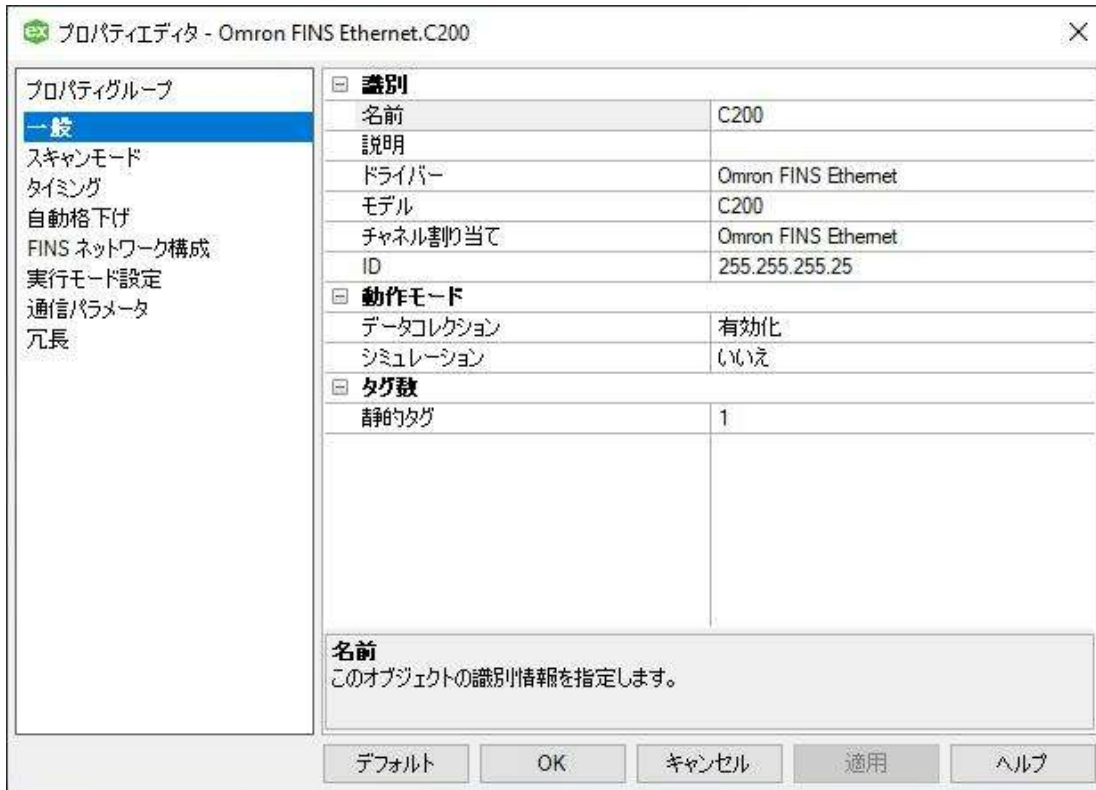 プロパティエディタ - Omron FINS Ethernet.C200
プロパティグループ
一般
スキャンモード
タイミング
自動格下げ
FINS ネットワーク構成
実行モード設定
通信パラメータ
冗長
識別
名前 C200
説明
ドライバー Omron FINS Ethernet
モデル C200
チャネル割り当て Omron FINS Ethernet
ID 255.255.255.25
動作モード
データコレクション 有効化
シミュレーション いいえ
タグ数
静的タグ 1
名前
このオブジェクトの識別情報を指定します。
デフォルト OK キャンセル 適用 ヘルプ